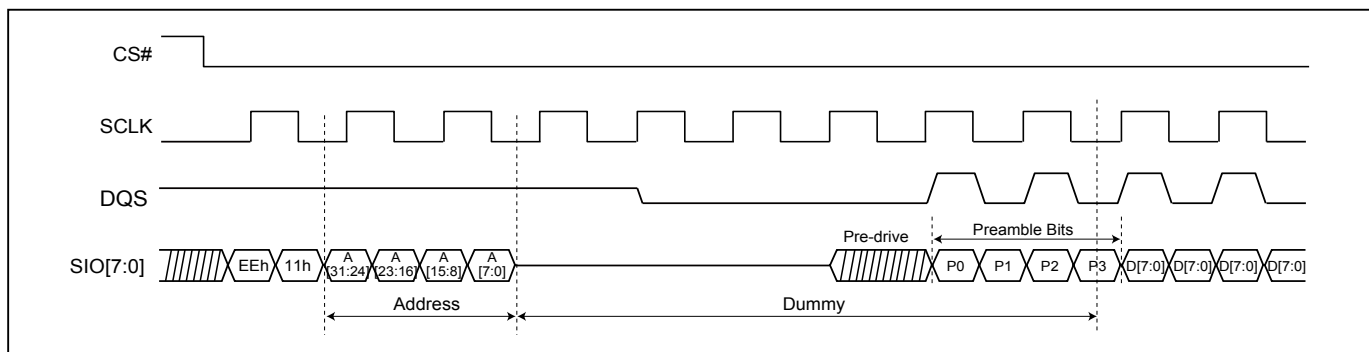 CS#
SCLK
DQS
Pre-drive
Preamble Bits
SIO[7:0]
EEh
11h
A
[31:24]
A
[23:16]
A
[15:8]
A
[7:0]
P0
P1
P2
P3
D[7:0]
D[7:0]
D[7:0]
D[7:0]
Address
Dummy